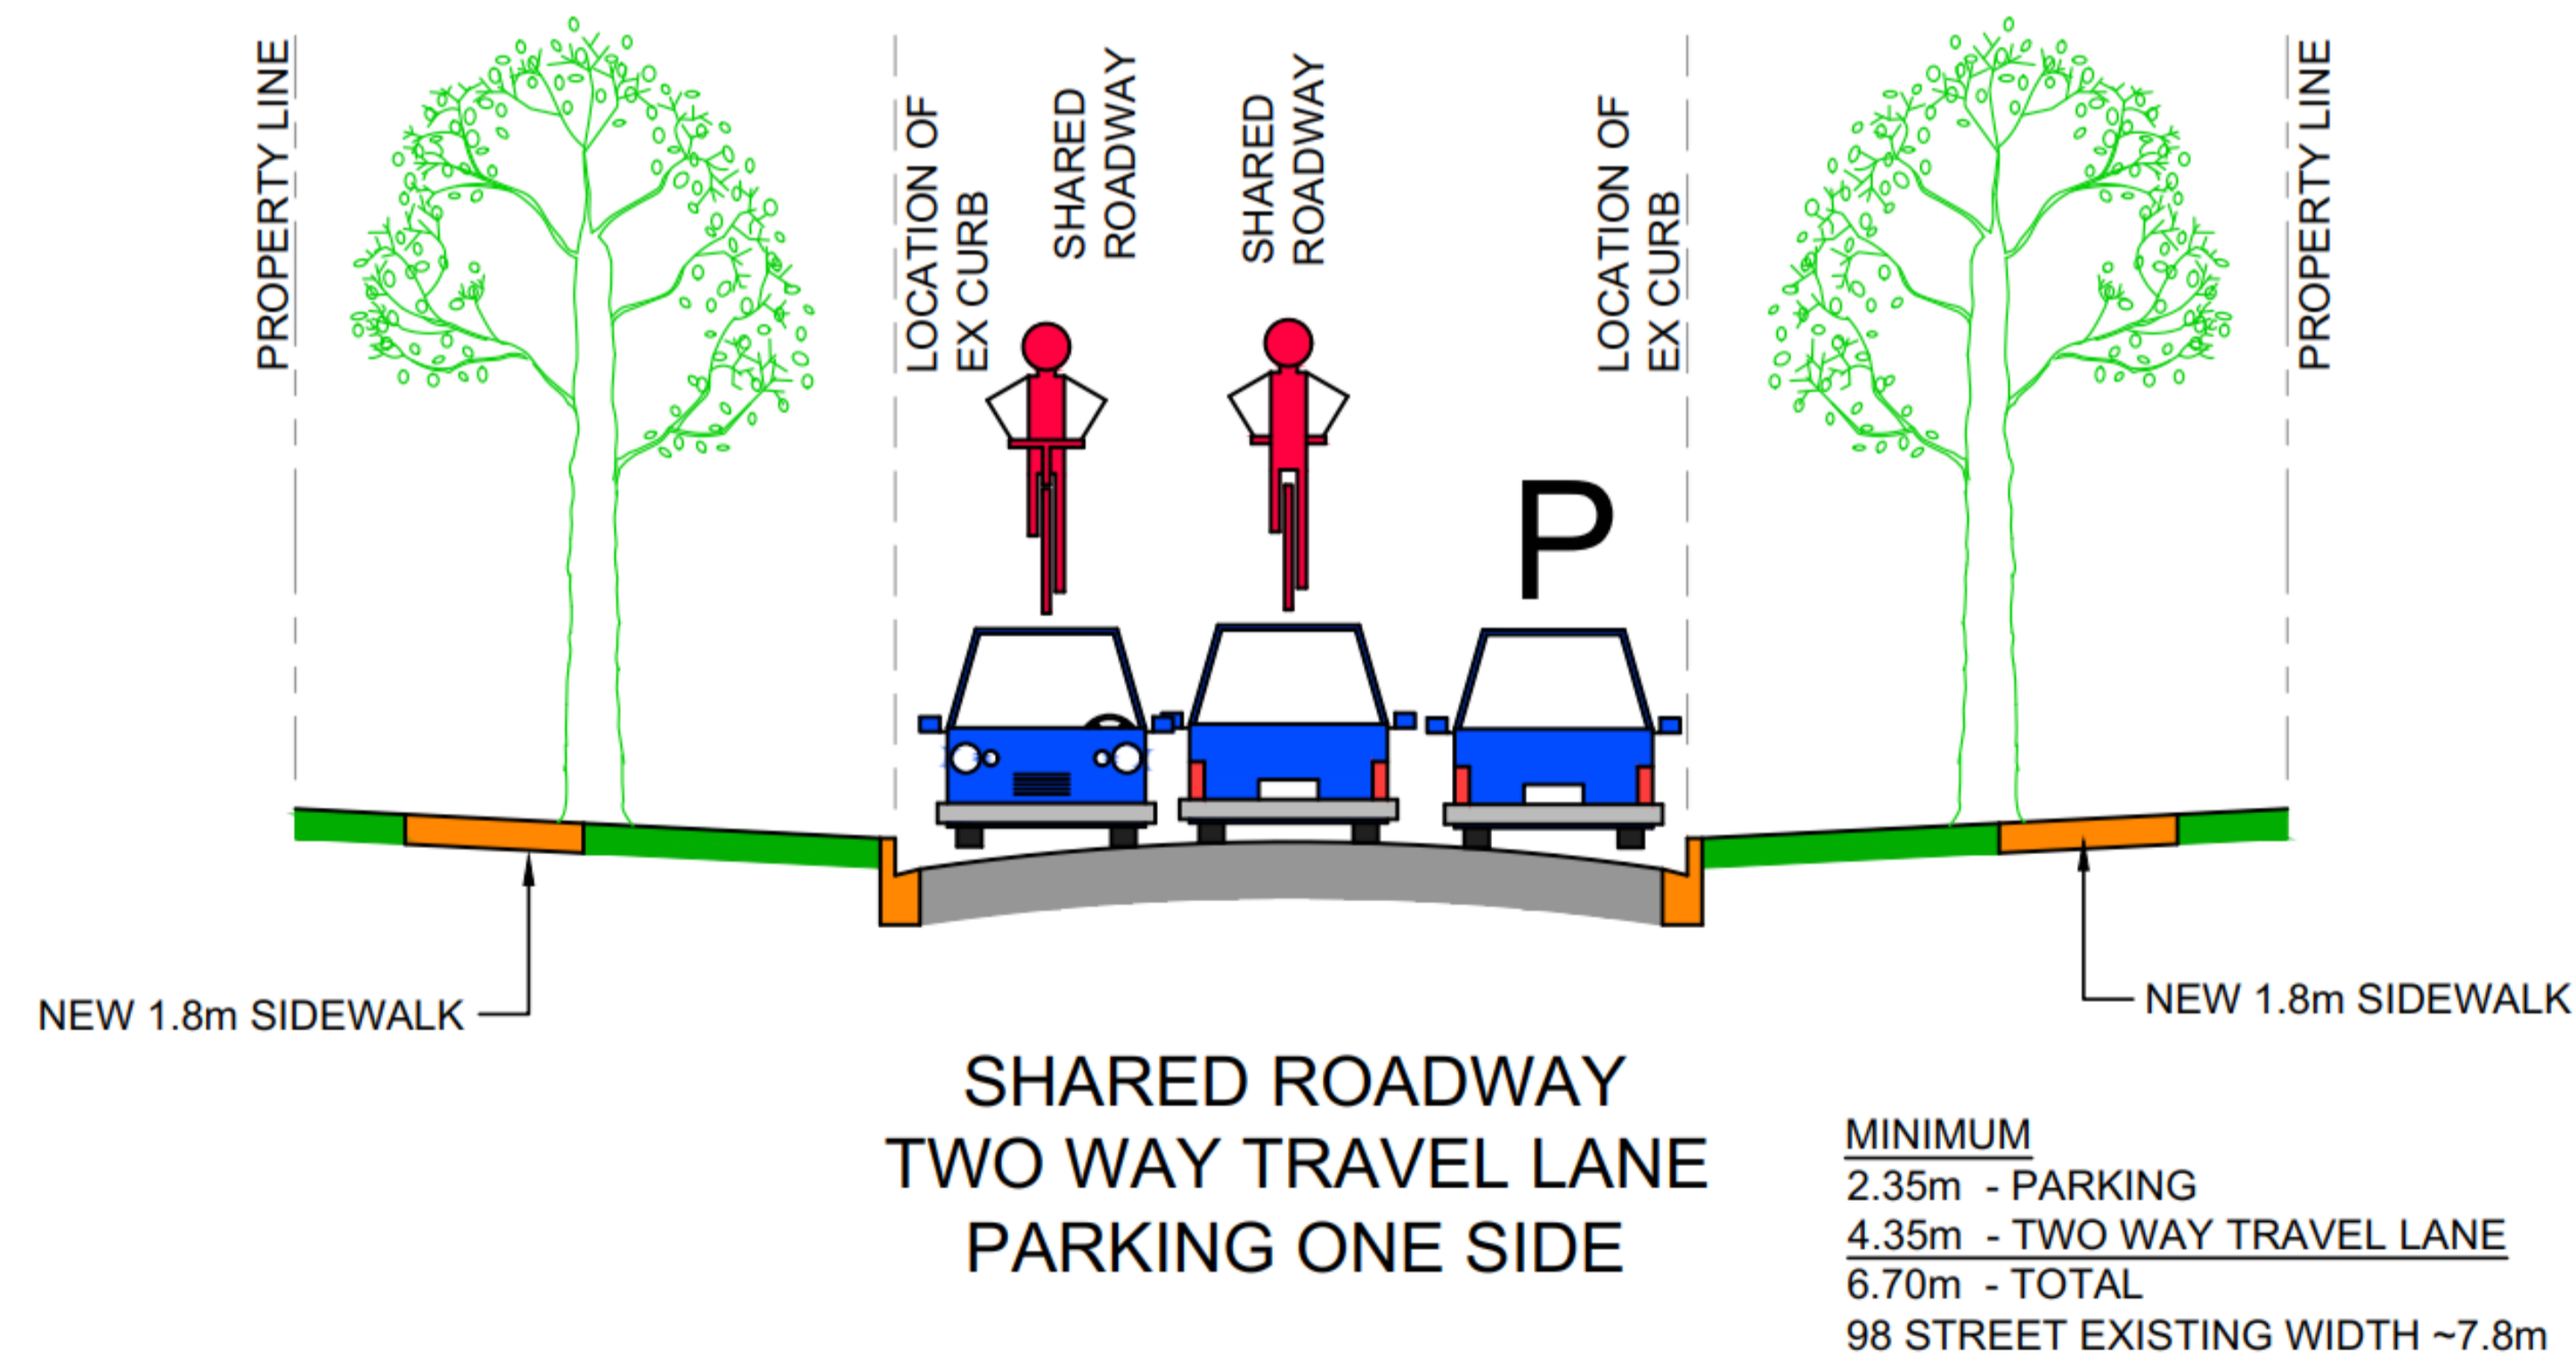 PROPERTY LINE
LOCATION OF
EX CURB
SHARED
ROADWAY
SHARED
ROADWAY
LOCATION OF
EX CURB
PROPERTY LINE
P
NEW 1.8m SIDEWALK
NEW 1.8m SIDEWALK
SHARED ROADWAY
TWO WAY TRAVEL LANE
PARKING ONE SIDE
MINIMUM
2.35m - PARKING
4.35m - TWO WAY TRAVEL LANE
6.70m - TOTAL
98 STREET EXISTING WIDTH ~7.8m